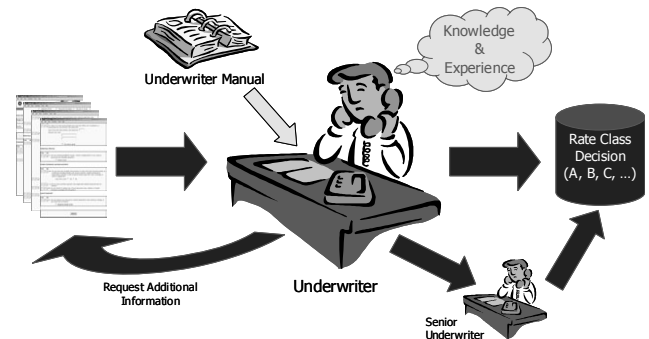 Knowledge
&
Experience
Underwriter Manual
Rate Class
Decision
(A, B, C, ...)
Request Additional
Information
Underwriter
Senior
Underwriter